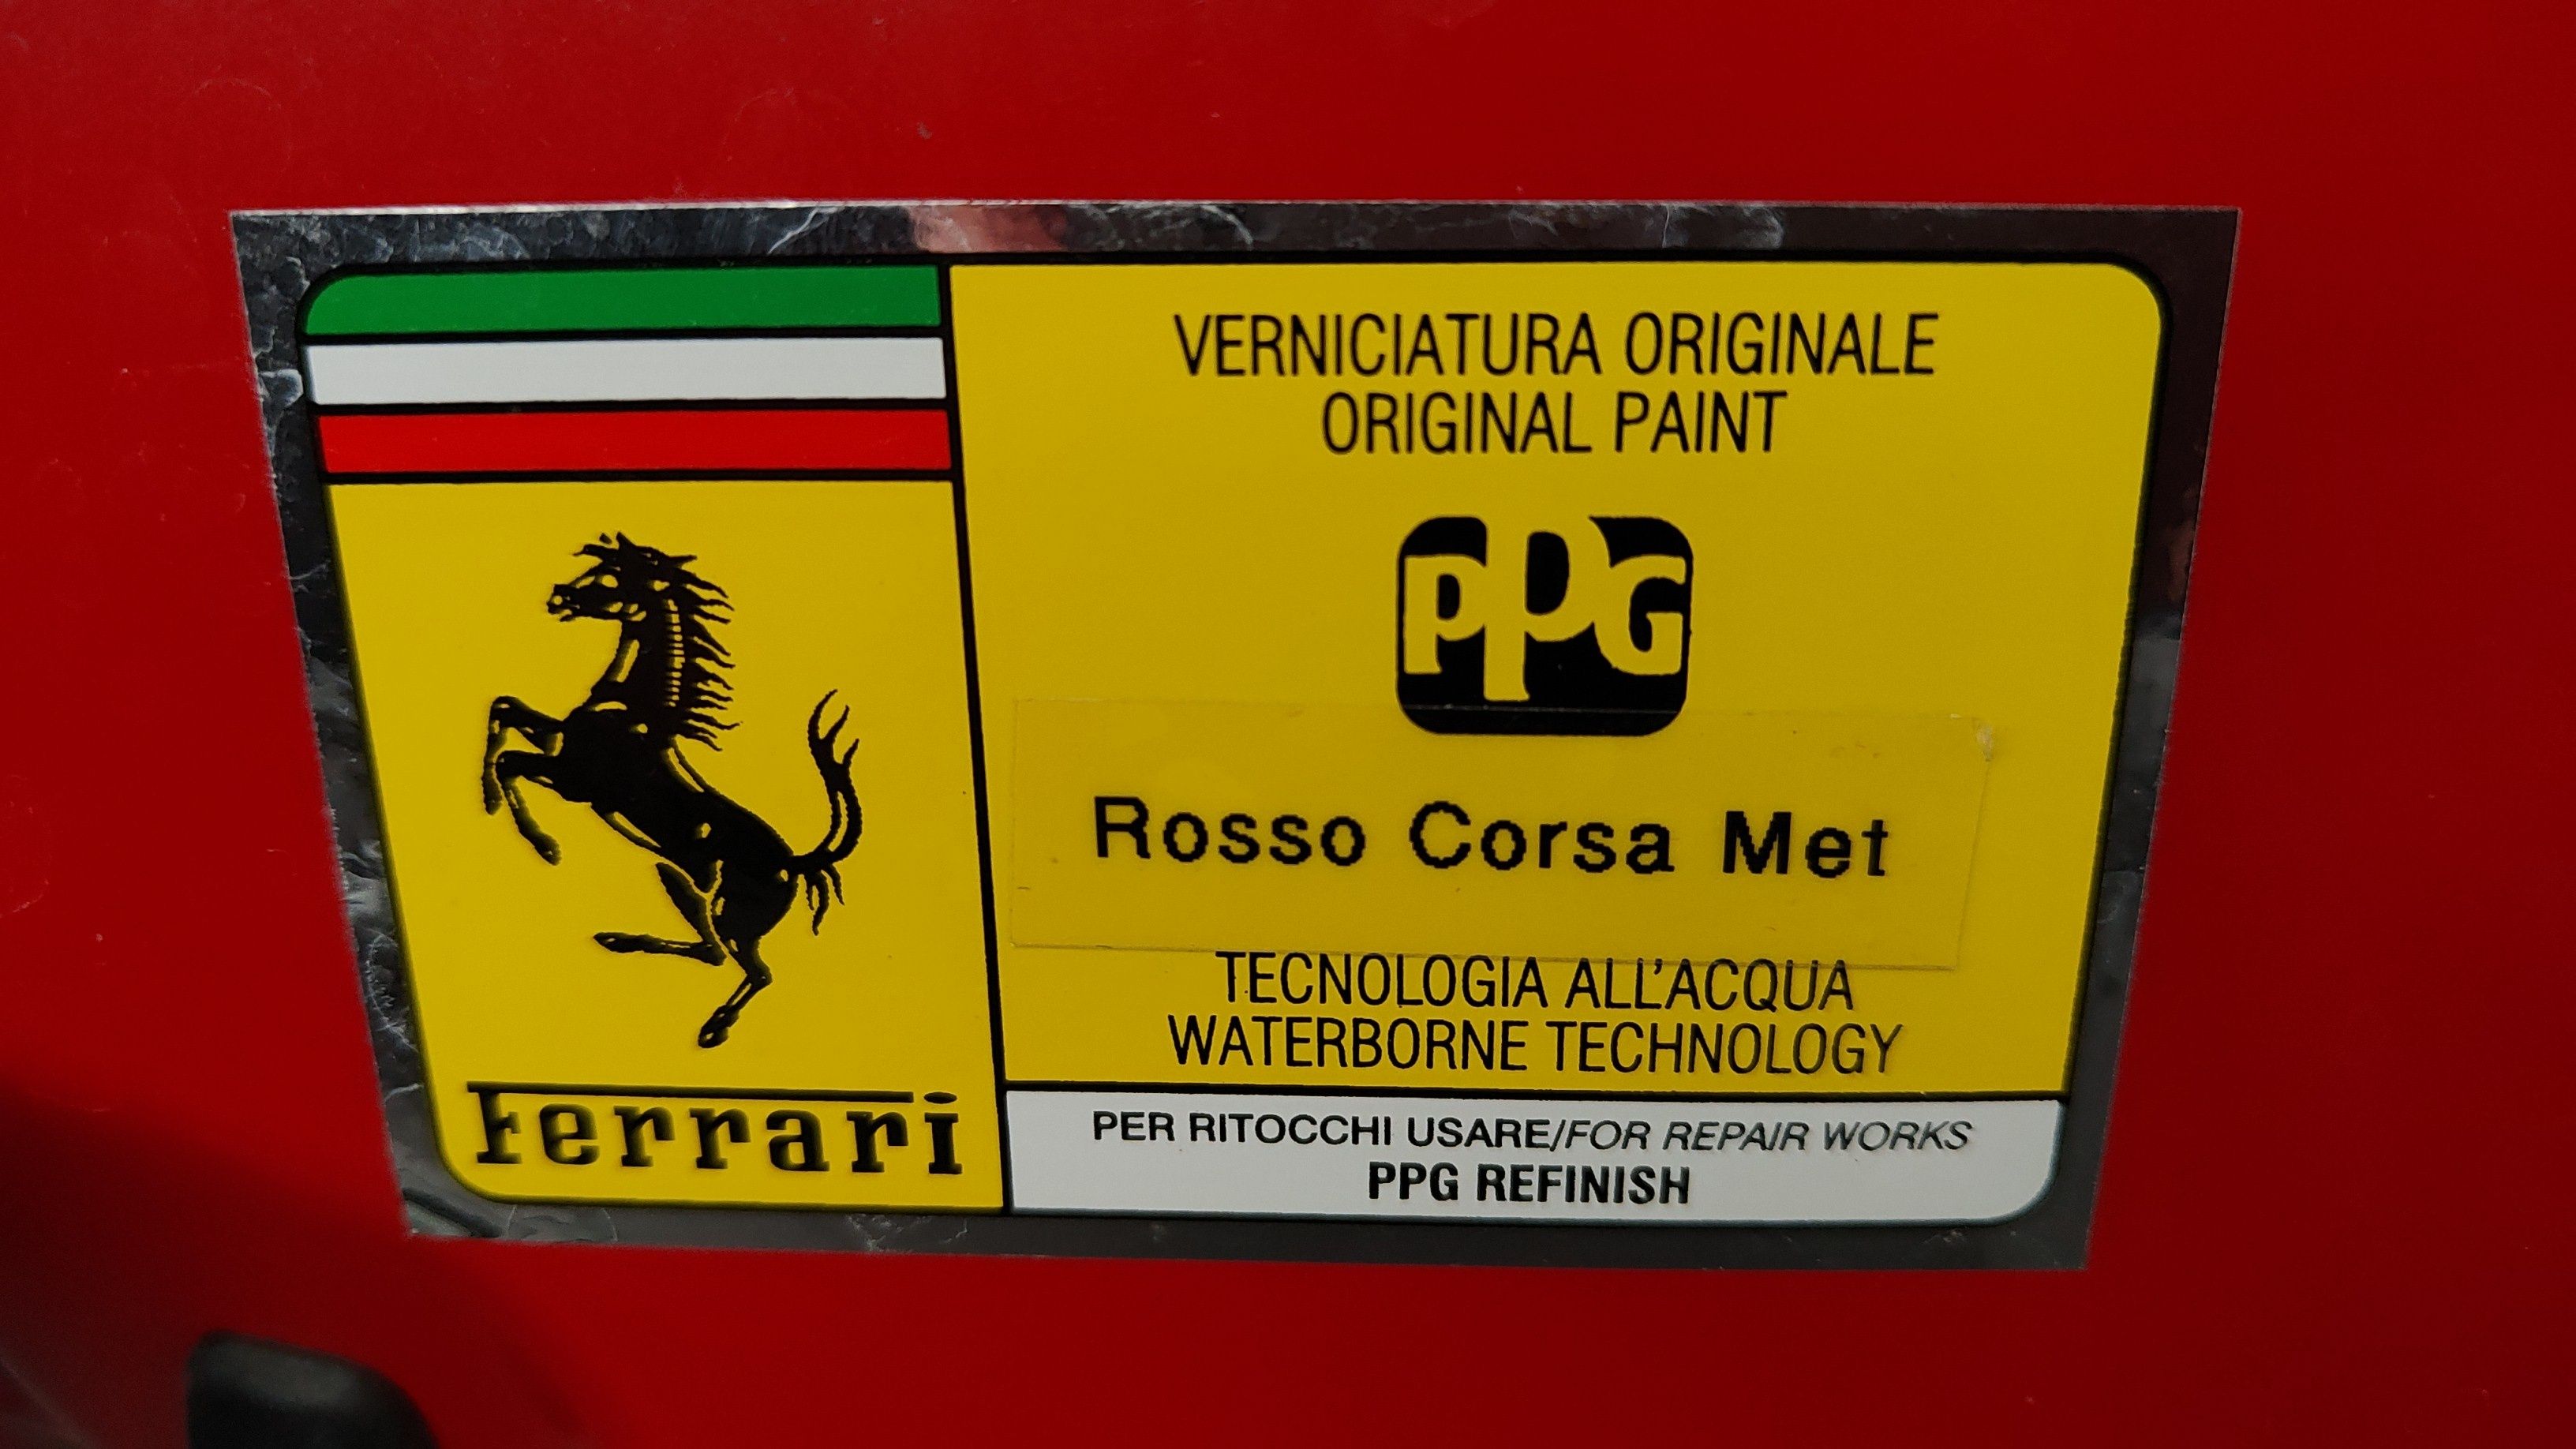 VERNICIATURA ORIGINALE
ORIGINAL PAINT
PPG
Rosso Corsa Met
TECNOLOGIA ALL'ACQUA
WATERBORNE TECHNOLOGY
Ferrari
PER RITOCCHI USARE/FOR REPAIR WORKS
PPG REFINISH